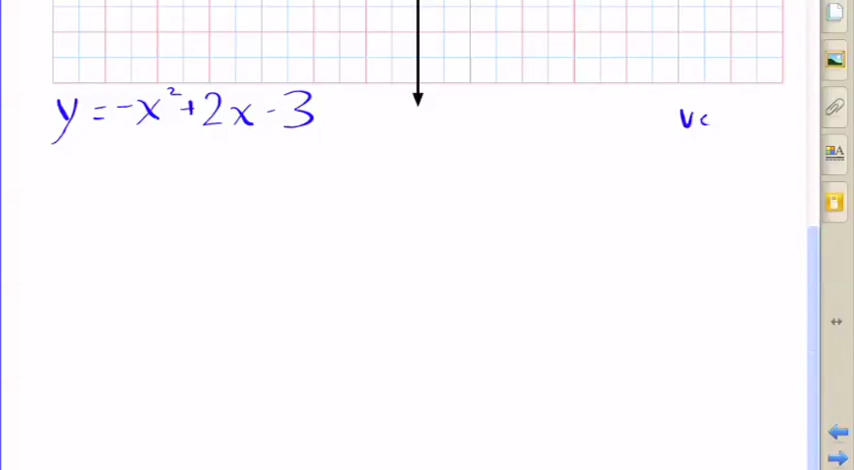 y = -x² + 2x - 3